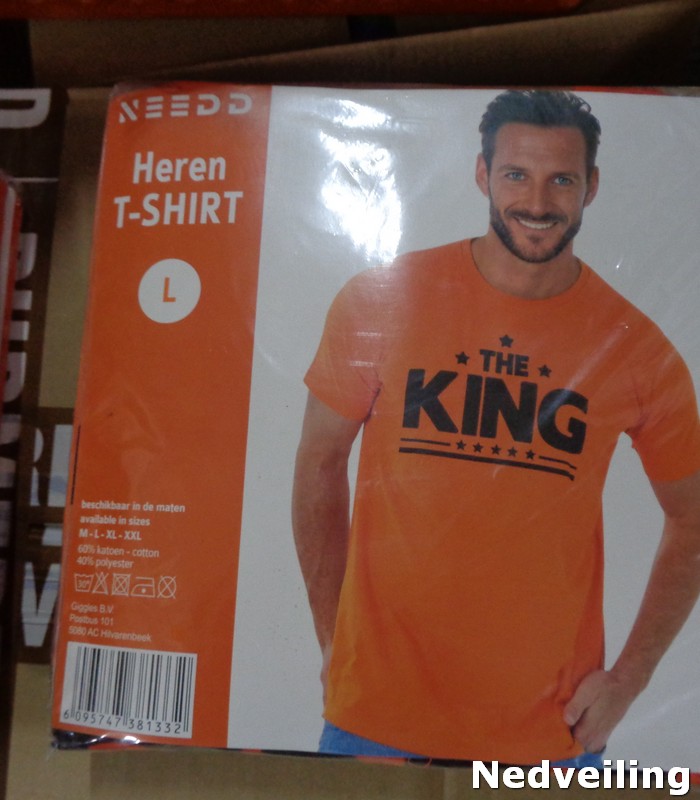 NEEDD
Heren
T-SHIRT
L
THE
KING
beschikbaar in de maten
available in sizes
M - L - XL - XXL
60% katoen - cotton
40% polyester
30°
Giggles B.V
Postbus 101
5080 AC Hilvarenbeek
6 095747 381332
Nedveiling